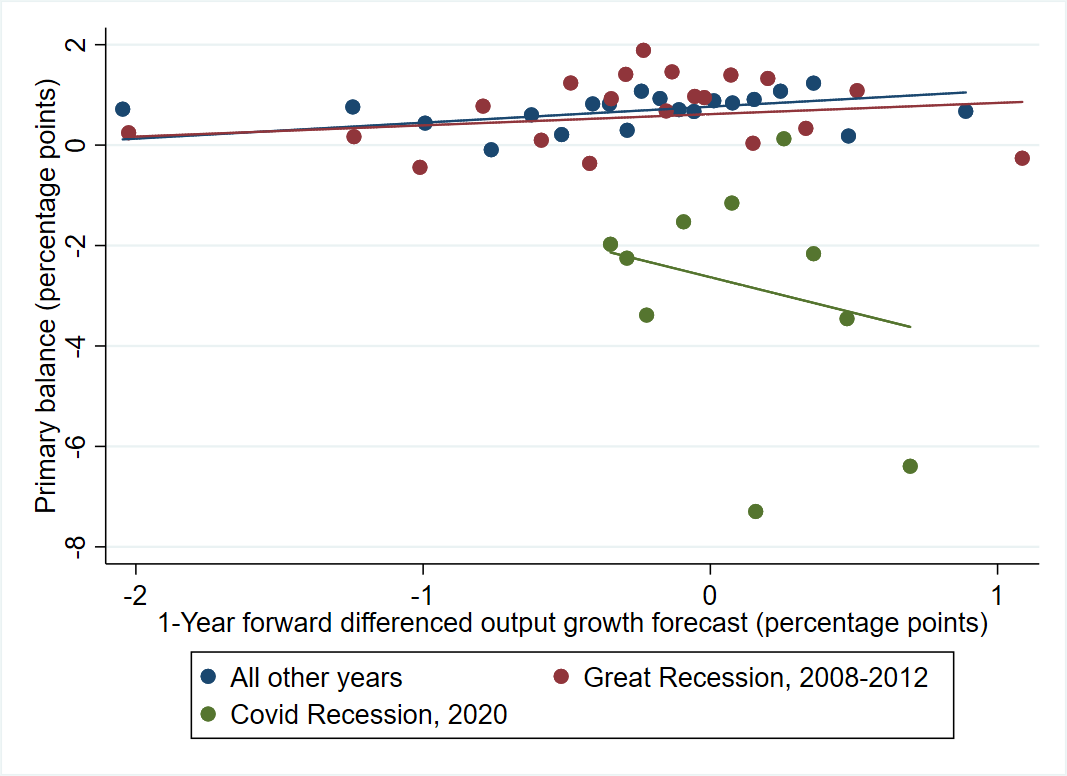 Primary balance (percentage points)
2
0
-2
-4
-6
-8
-2
-1
0
1
1-Year forward differenced output growth forecast (percentage points)
All other years
Great Recession, 2008-2012
Covid Recession, 2020